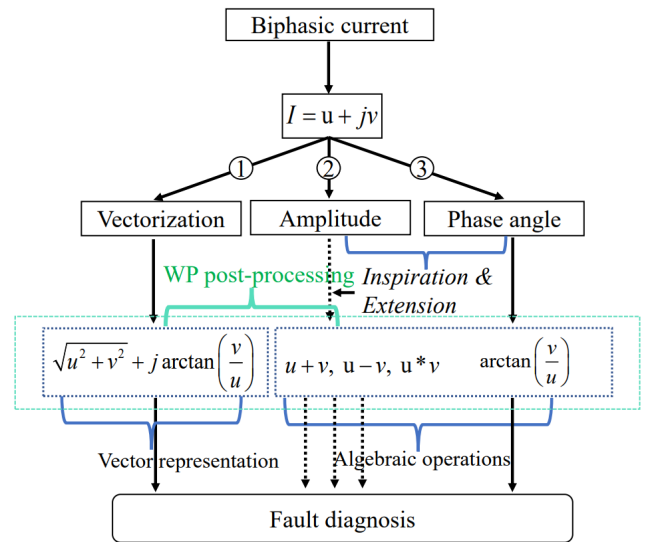 Biphasic current
I = u + jv
① ② ③
Vectorization Amplitude Phase angle
WP post-processing Inspiration &
Extension
√(u² + v²) + j arctan(v/u) u + v, u − v, u * v arctan(v/u)
Vector representation Algebraic operations
Fault diagnosis